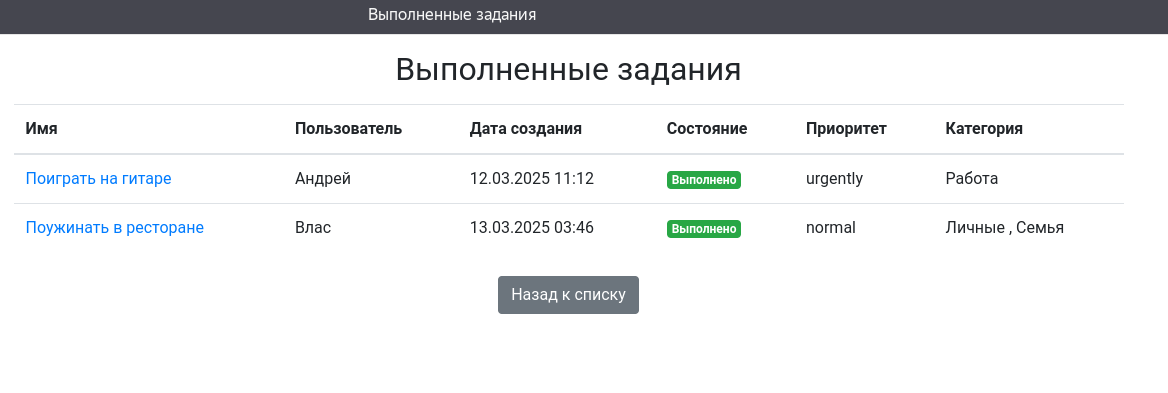 Выполненные задания
Выполненные задания
Имя Пользователь Дата создания Состояние Приоритет Категория
Поиграть на гитаре Андрей 12.03.2025 11:12 Выполнено urgently Работа
Поужинать в ресторане Влас 13.03.2025 03:46 Выполнено normal Личные , Семья
Назад к списку